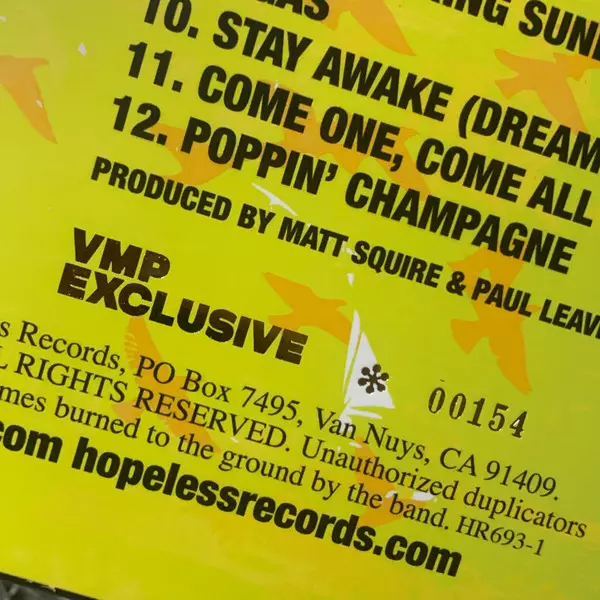 10. STAY AWAKE (DREAM
11. COME ONE, COME ALL
12. POPPIN' CHAMPAGNE
PRODUCED BY MATT SQUIRE & PAUL LEAV
VMP
EXCLUSIVE
* 00154
s Records, PO Box 7495, Van Nuys, CA 91409.
L RIGHTS RESERVED. Unauthorized duplicators
mes burned to the ground by the band. HR693-1
com hopelessrecords.com